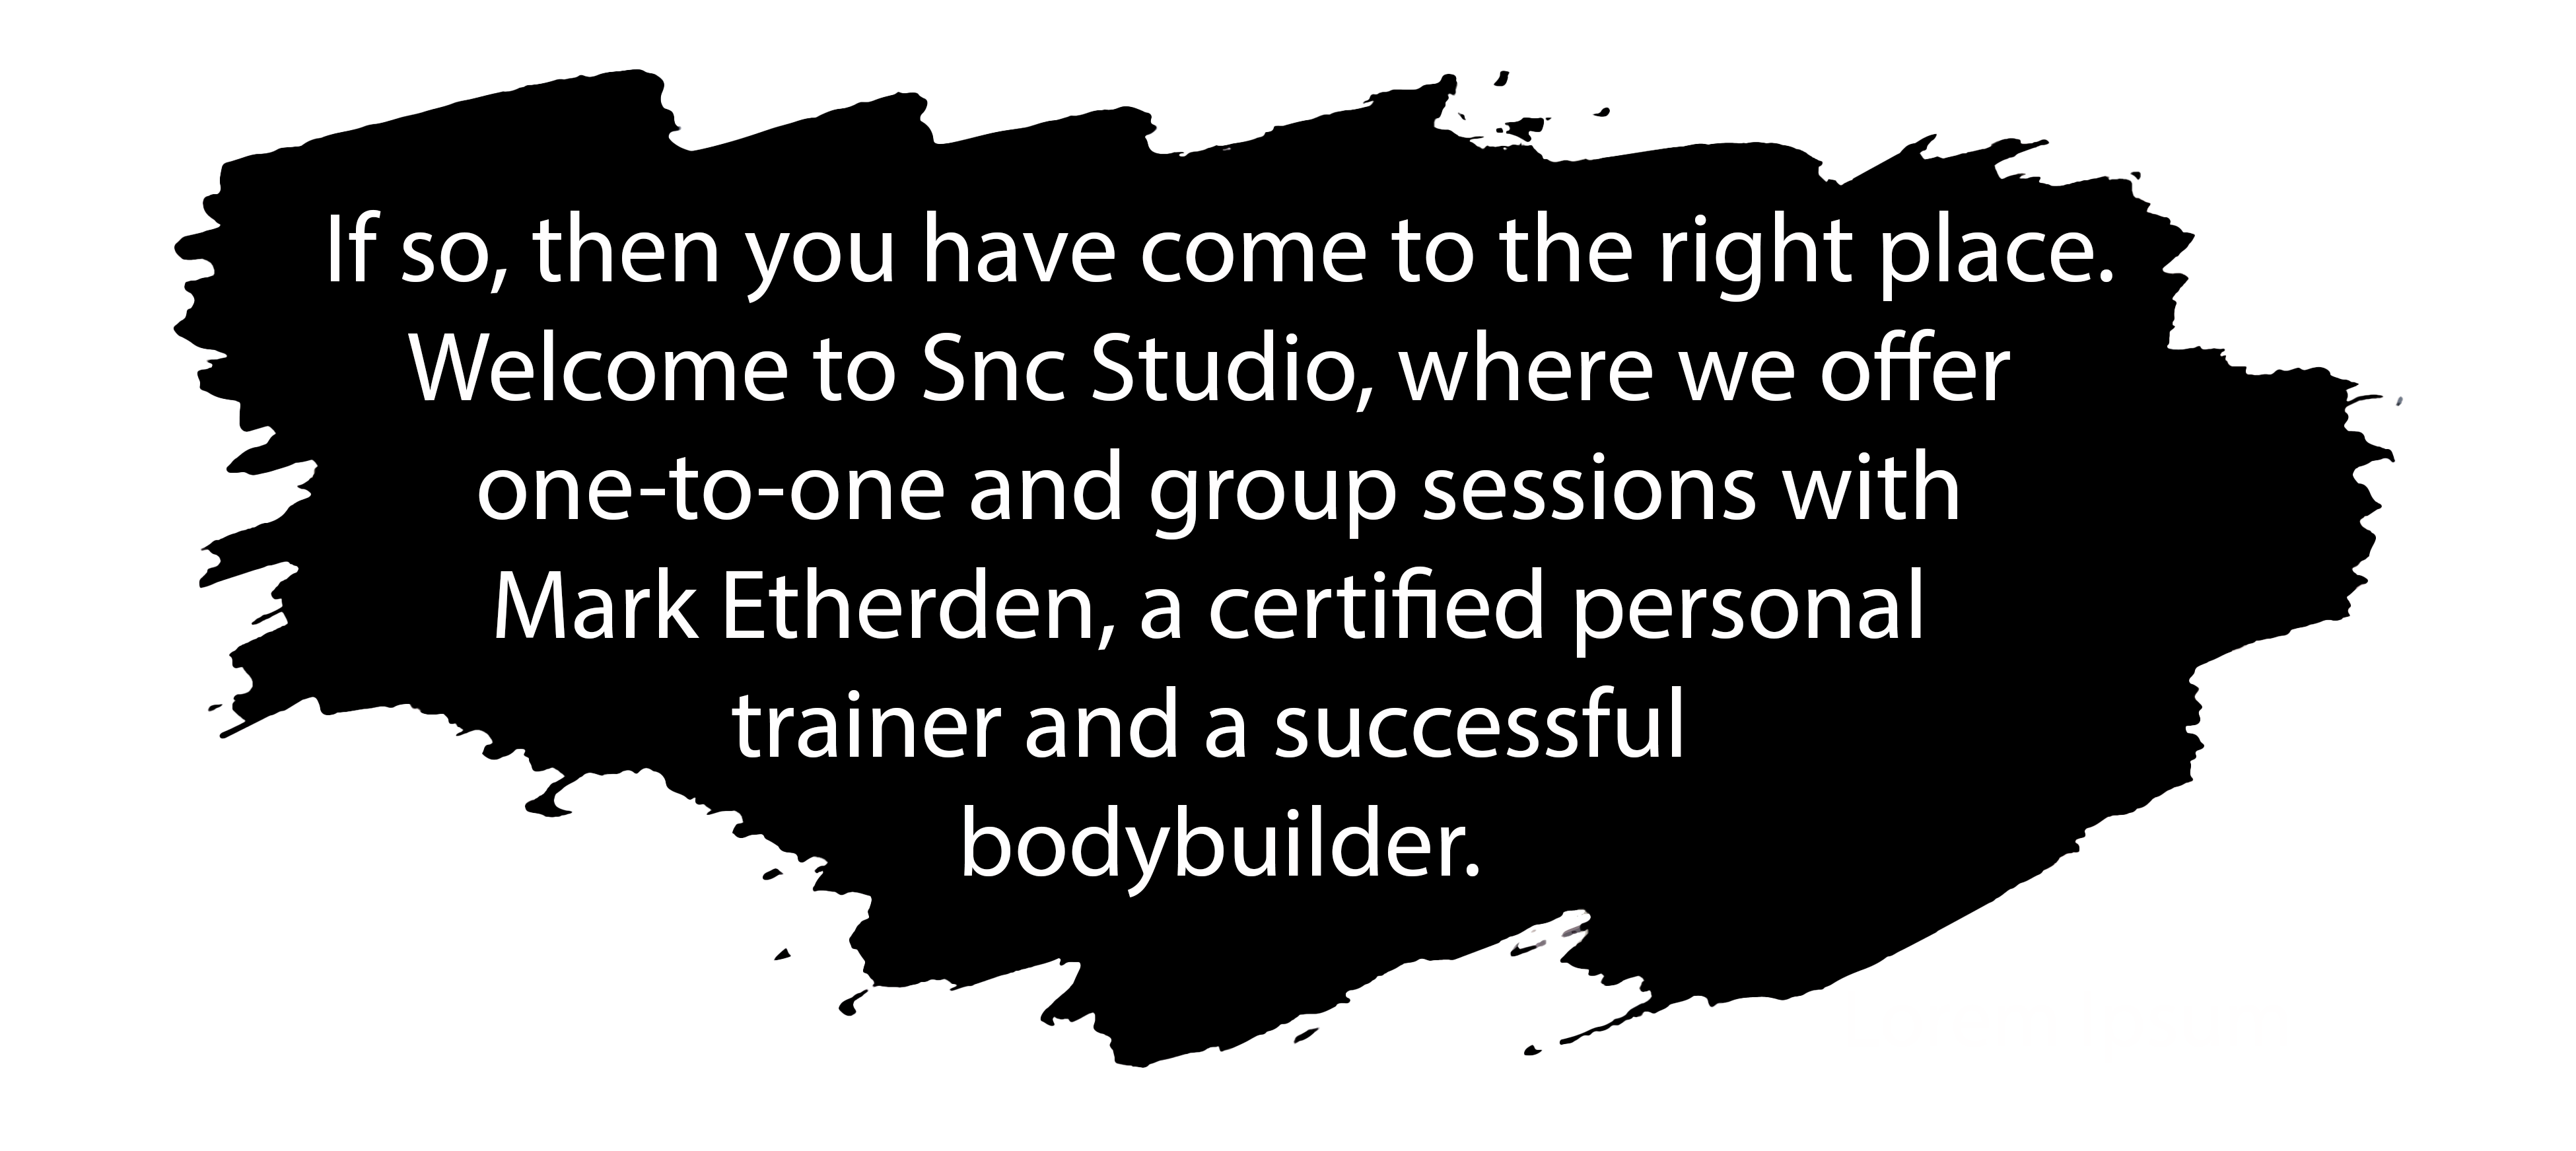 If so, then you have come to the right place.
Welcome to Snc Studio, where we offer
one-to-one and group sessions with
Mark Etherden, a certified personal
trainer and a successful
bodybuilder.